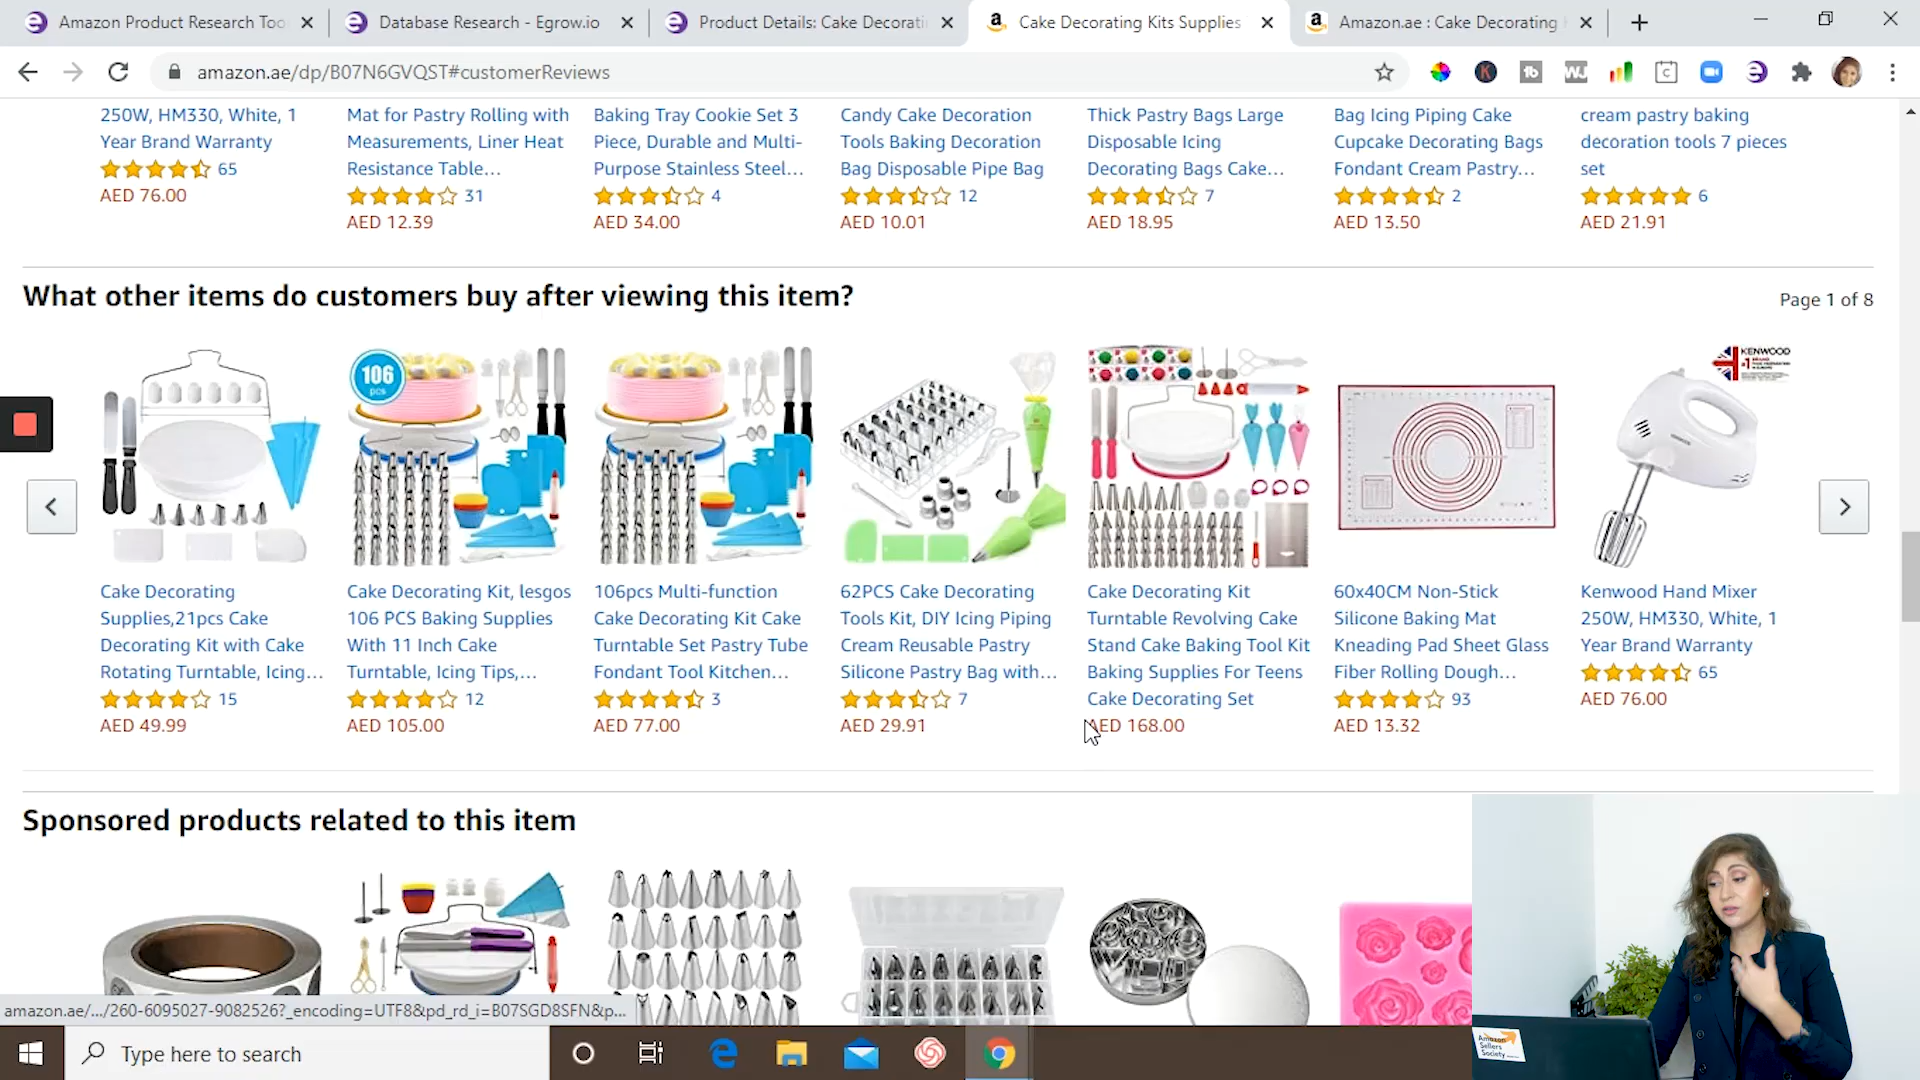 Amazon Product Research Too
Database Research - Egrow.io
Product Details: Cake Decorati
Cake Decorating Kits Supplies
Amazon.ae : Cake Decorating
amazon.ae/dp/B07N6GVQST#customerReviews
250W, HM330, White, 1
Year Brand Warranty
65
AED 76.00
Mat for Pastry Rolling with
Measurements, Liner Heat
Resistance Table...
31
AED 12.39
Baking Tray Cookie Set 3
Piece, Durable and Multi-
Purpose Stainless Steel...
4
AED 34.00
Candy Cake Decoration
Tools Baking Decoration
Bag Disposable Pipe Bag
12
AED 10.01
Thick Pastry Bags Large
Disposable Icing
Decorating Bags Cake...
7
AED 18.95
Bag Icing Piping Cake
Cupcake Decorating Bags
Fondant Cream Pastry...
2
AED 13.50
cream pastry baking
decoration tools 7 pieces
set
6
AED 21.91
What other items do customers buy after viewing this item?
Page 1 of 8
106
pcs
KENWOOD
Cake Decorating
Supplies,21pcs Cake
Decorating Kit with Cake
Rotating Turntable, Icing...
15
AED 49.99
Cake Decorating Kit, lesgos
106 PCS Baking Supplies
With 11 Inch Cake
Turntable, Icing Tips,...
12
AED 105.00
106pcs Multi-function
Cake Decorating Kit Cake
Turntable Set Pastry Tube
Fondant Tool Kitchen...
3
AED 77.00
62PCS Cake Decorating
Tools Kit, DIY Icing Piping
Cream Reusable Pastry
Silicone Pastry Bag with...
7
AED 29.91
Cake Decorating Kit
Turntable Revolving Cake
Stand Cake Baking Tool Kit
Baking Supplies For Teens
Cake Decorating Set
AED 168.00
60x40CM Non-Stick
Silicone Baking Mat
Kneading Pad Sheet Glass
Fiber Rolling Dough...
93
AED 13.32
Kenwood Hand Mixer
250W, HM330, White, 1
Year Brand Warranty
65
AED 76.00
Sponsored products related to this item
amazon.ae/.../260-6095027-9082526?_encoding=UTF8&pd_rd_i=B07SGD8SFN&p...
Type here to search
Amazon
Sellers
Society